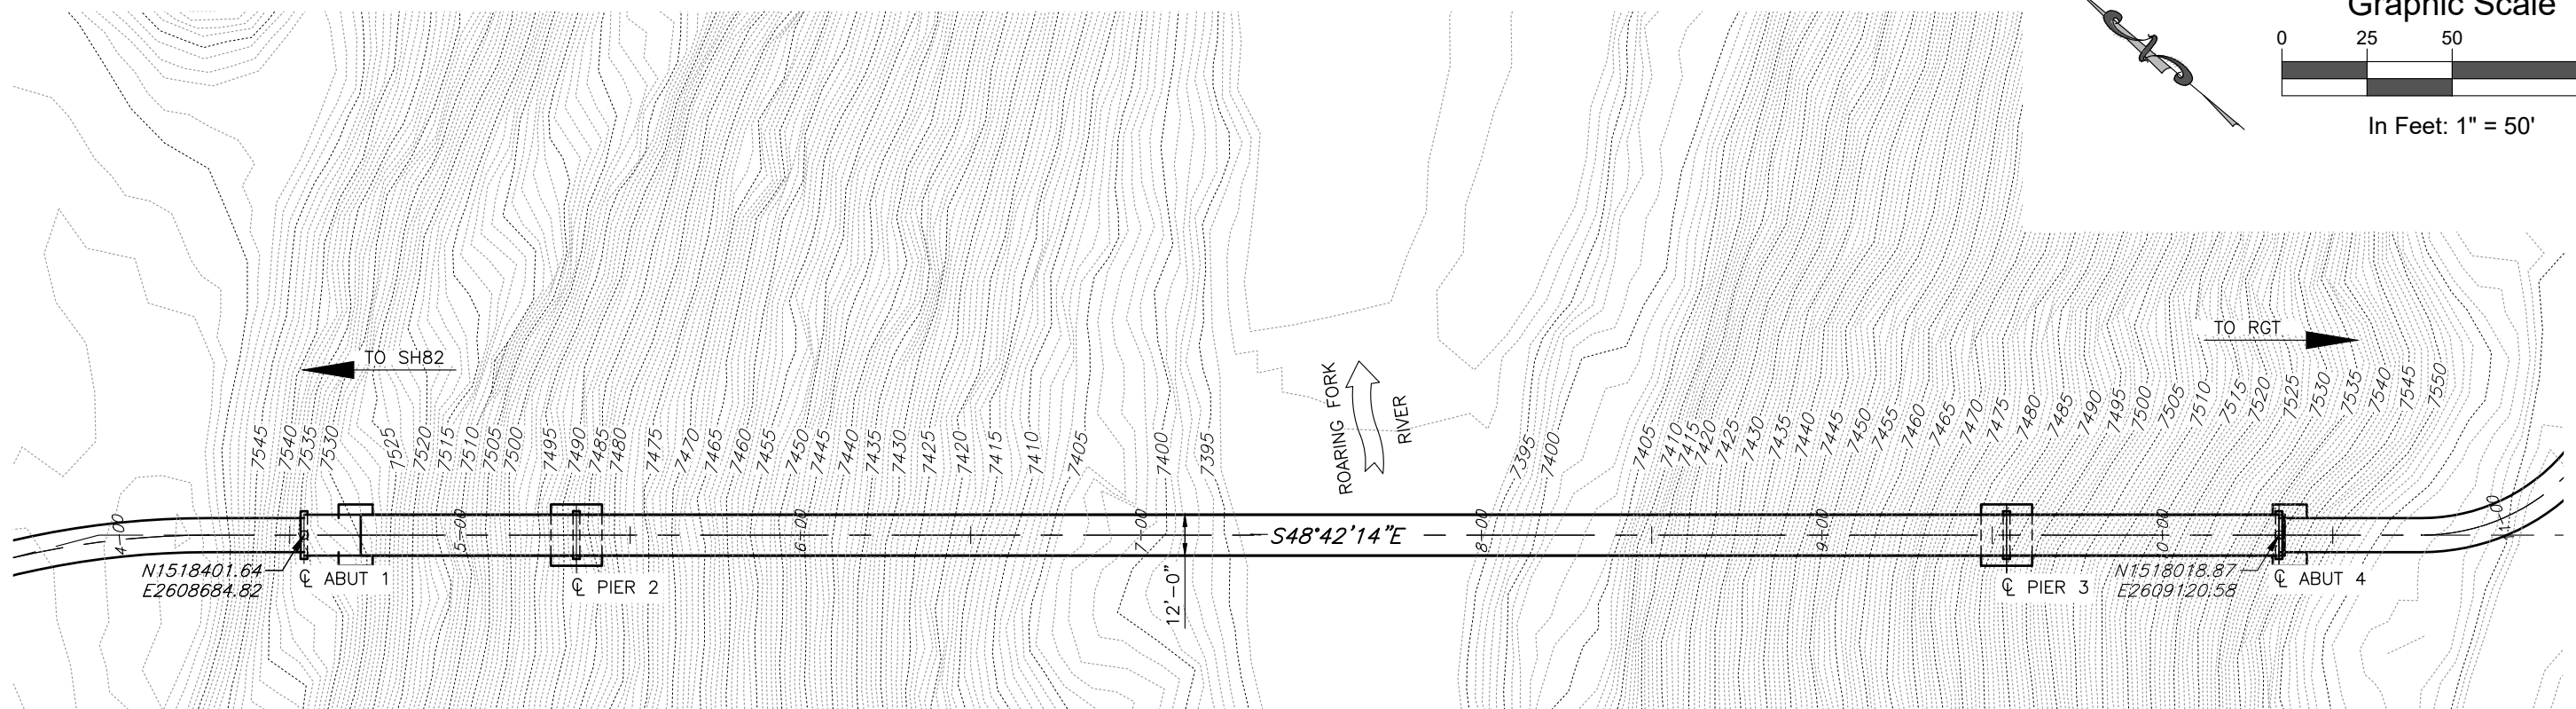 Graphic Scale
0 25 50
In Feet: 1" = 50'
TO SH82
TO RGT
7545 7540 7535 7530 7525 7520 7515 7510 7505 7500 7495 7490 7485 7480 7475 7470 7465 7460 7455 7450 7445 7440 7435 7430 7425 7420 7415 7410 7405 7400 7395
ROARING FORK
RIVER
7395 7400 7405 7410 7415 7420 7425 7430 7435 7440 7445 7450 7455 7460 7465 7470 7475 7480 7485 7490 7495 7500 7505 7510 7515 7520 7525 7530 7535 7540 7545 7550
4+00 5+00 6+00 7+00 8+00 9+00
S48°42'14"E
12'-0"
N1518401.64
E2608684.82
℄ ABUT 1
℄ PIER 2
℄ PIER 3
N1518018.87
E2609120.58
℄ ABUT 4